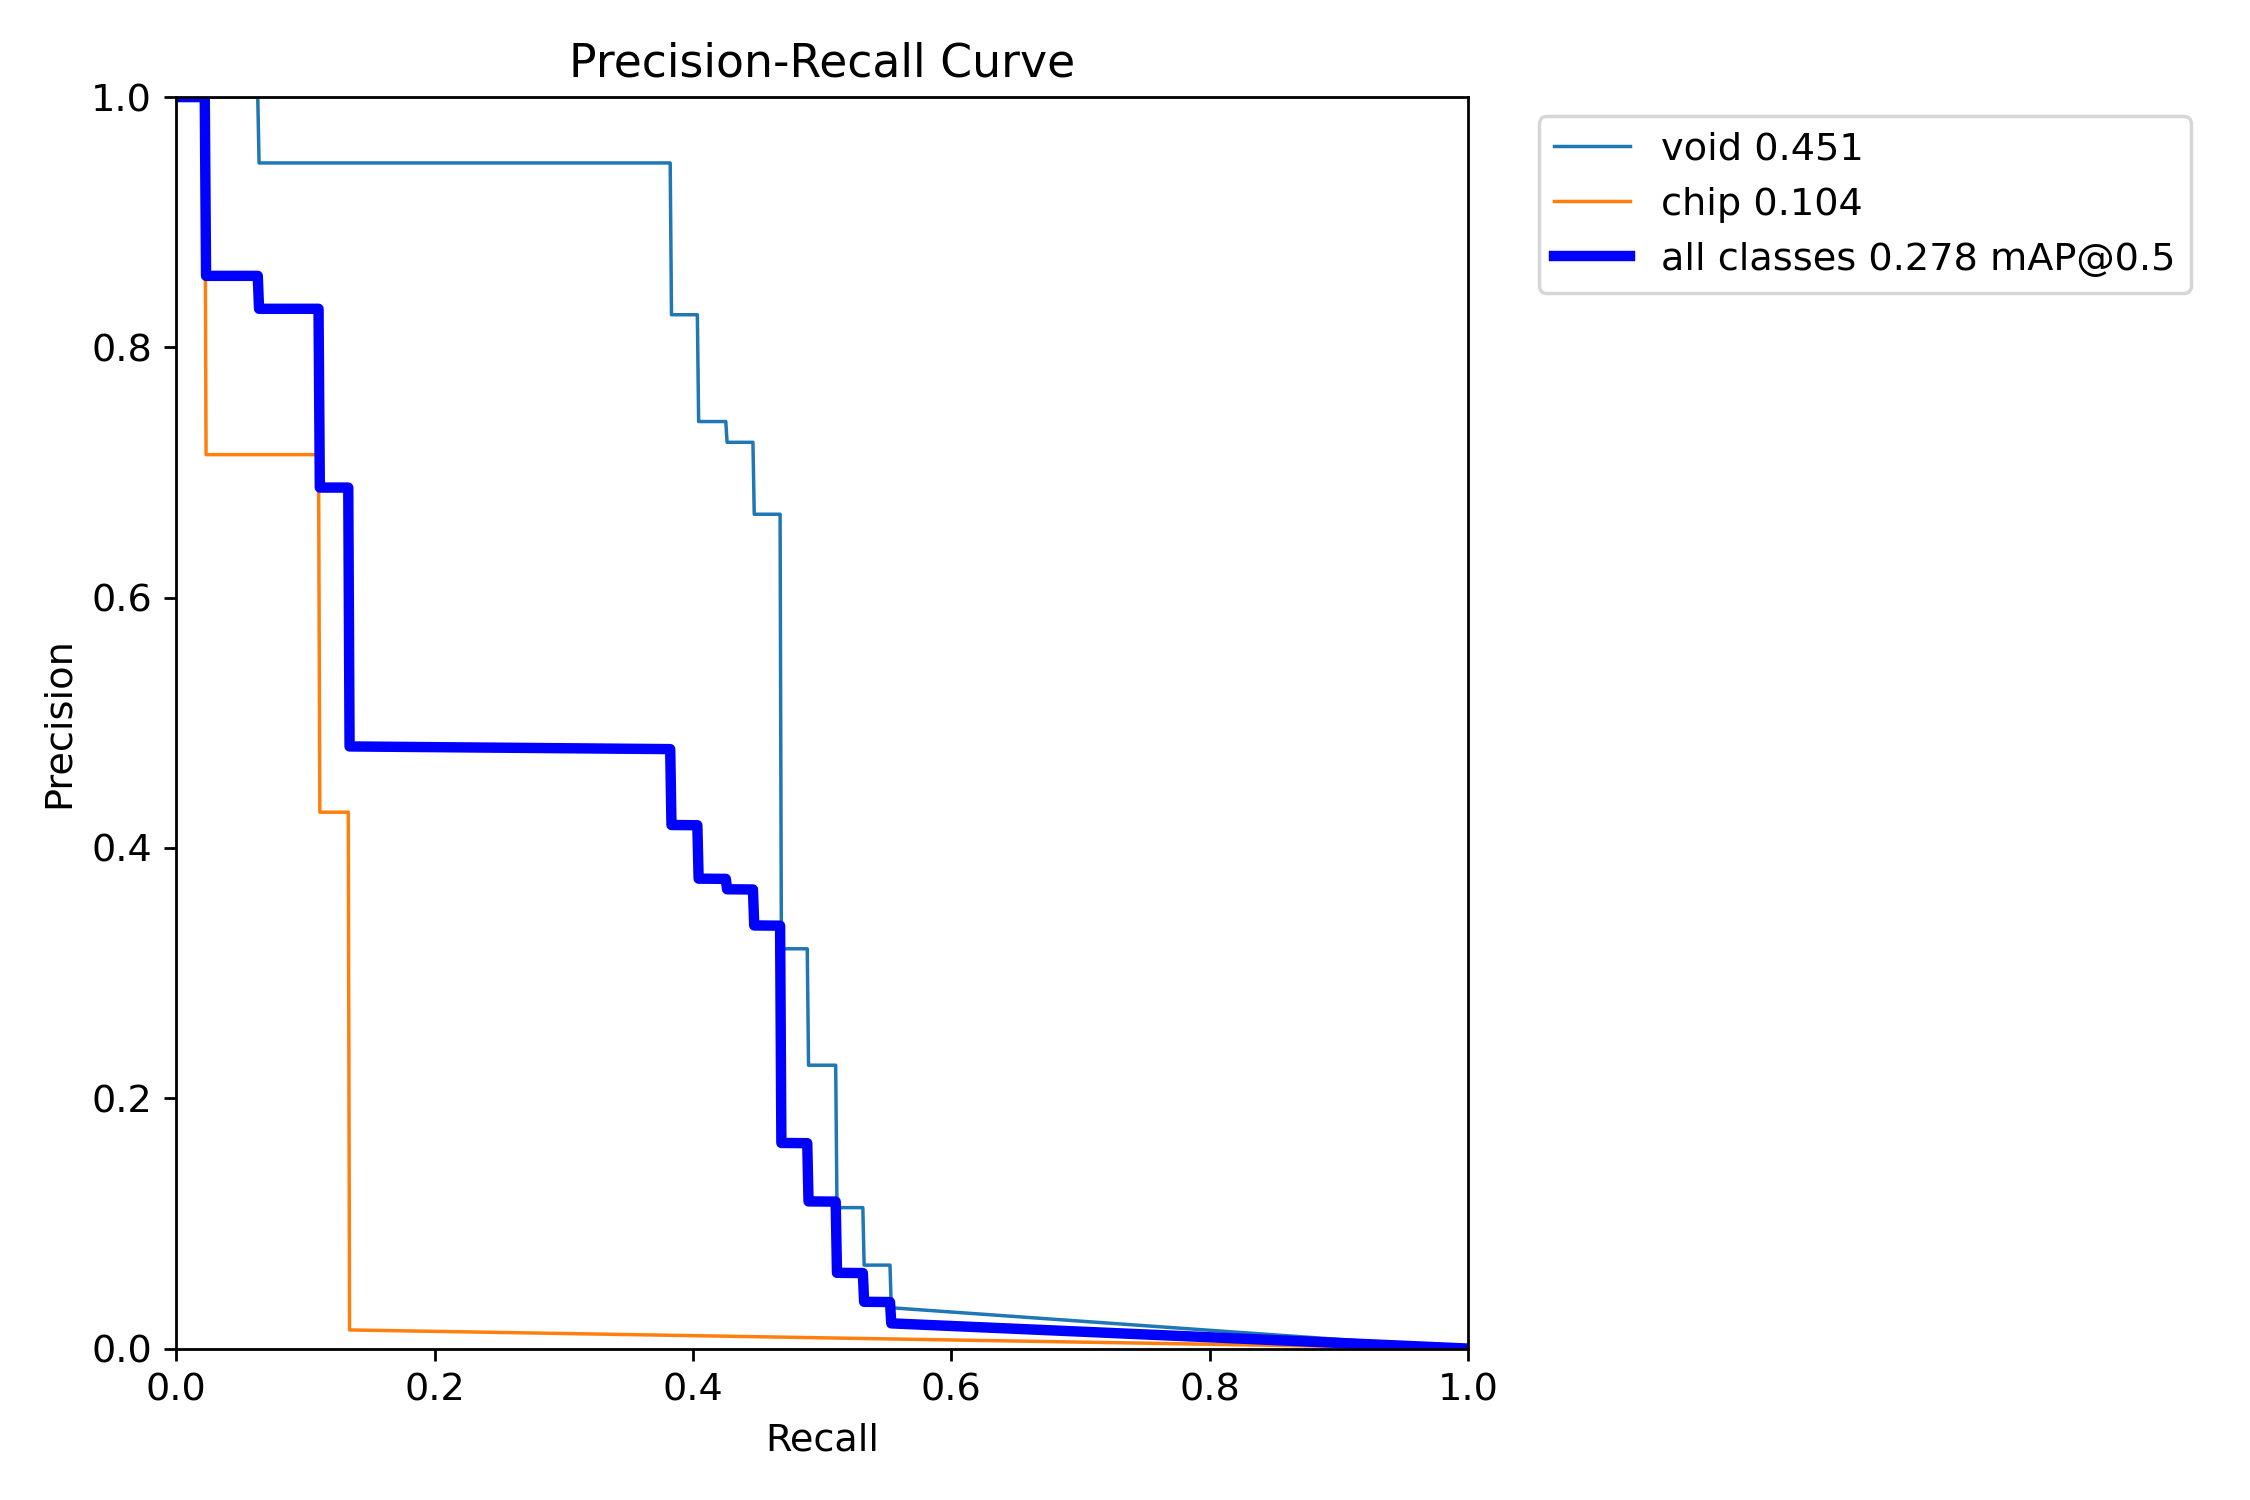 Precision-Recall Curve
1.0
0.8
0.6
0.4
0.2
0.0
Precision
0.0 0.2 0.4 0.6 0.8 1.0
Recall
void 0.451
chip 0.104
all classes 0.278 mAP@0.5